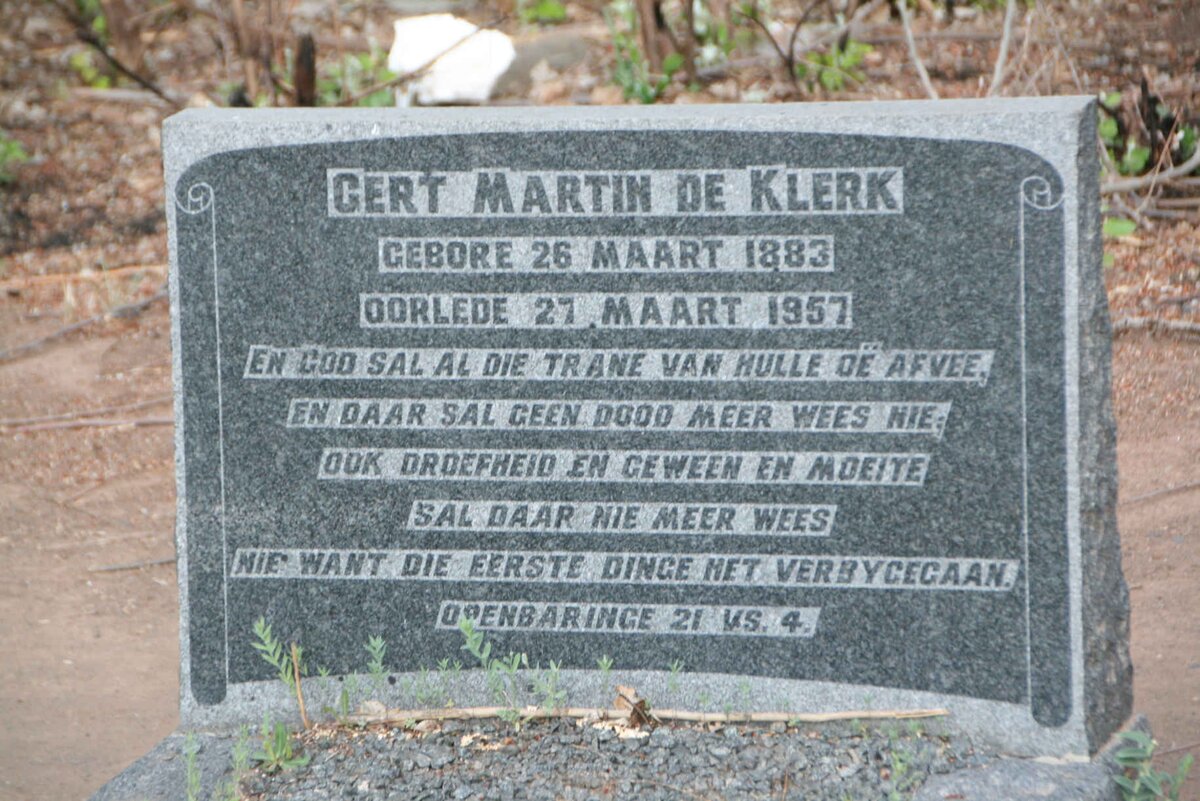 GERT MARTIN DE KLERK
GEBORE 26 MAART 1883
OORLEDE 27 MAART 1957
EN GOD SAL AL DIE TRANE VAN HULLE OË AFVEE,
EN DAAR SAL GEEN DOOD MEER WEES NIE;
OOK DROEFHEID EN GEWEEN EN MOEITE
SAL DAAR NIE MEER WEES
NIE WANT DIE EERSTE DINGE HET VERBYGEGAAN.
OPENBARINGE 21 VS. 4.